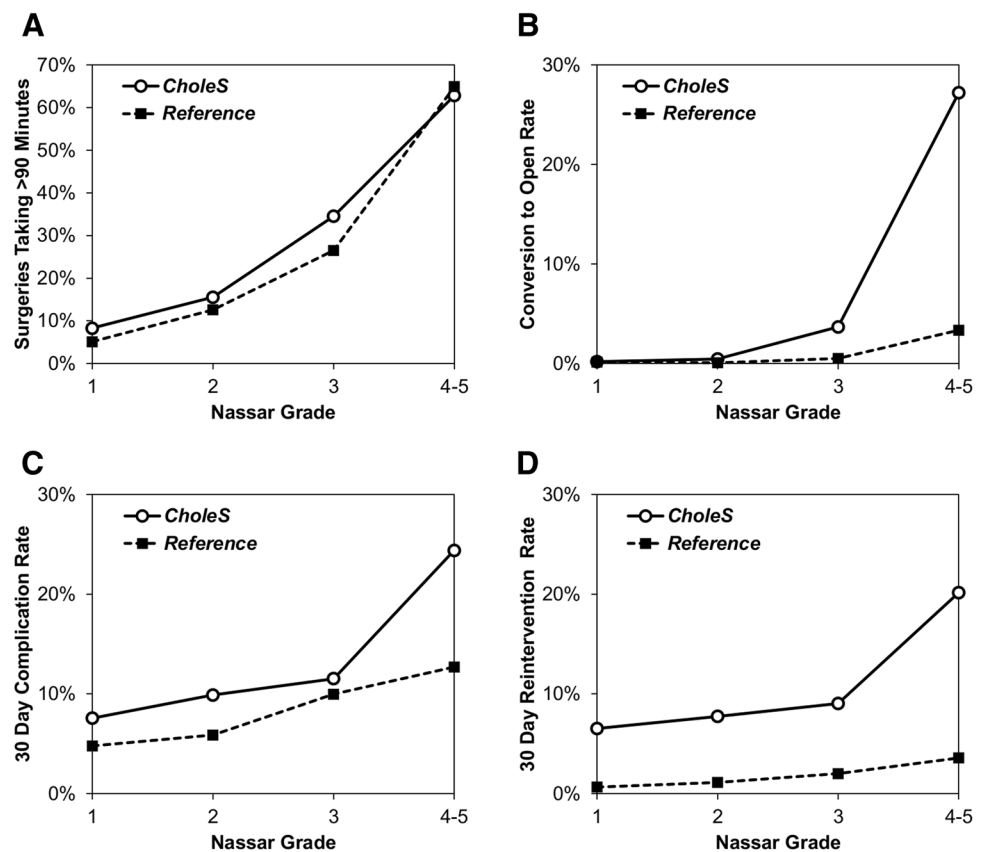 A
Surgeries Taking >90 Minutes
70%
60%
50%
40%
30%
20%
10%
0%
CholeS
Reference
1 2 3 4-5
Nassar Grade
B
Conversion to Open Rate
30%
20%
10%
0%
CholeS
Reference
1 2 3 4-5
Nassar Grade
C
30 Day Complication Rate
30%
20%
10%
0%
CholeS
Reference
1 2 3 4-5
Nassar Grade
D
30 Day Reintervention Rate
30%
20%
10%
0%
CholeS
Reference
1 2 3 4-5
Nassar Grade